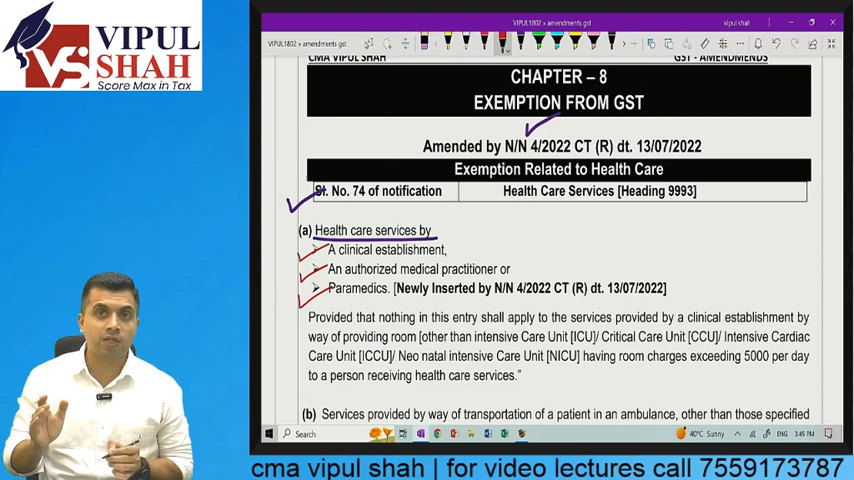 VIPUL1802 » amendments gst
vipul shah
VIPUL
SHAH
Score Max in Tax
VIPUL1802 » amendments gst
CMA VIPUL SHAH
GST - AMENDMENDS
CHAPTER – 8
EXEMPTION FROM GST
Amended by N/N 4/2022 CT (R) dt. 13/07/2022
Exemption Related to Health Care
Sl. No. 74 of notification
Health Care Services [Heading 9993]
(a) Health care services by
➢ A clinical establishment,
➢ An authorized medical practitioner or
➢ Paramedics. [Newly Inserted by N/N 4/2022 CT (R) dt. 13/07/2022]
Provided that nothing in this entry shall apply to the services provided by a clinical establishment by
way of providing room [other than intensive Care Unit [ICU]/ Critical Care Unit [CCU]/ Intensive Cardiac
Care Unit [ICCU]/ Neo natal intensive Care Unit [NICU] having room charges exceeding 5000 per day
to a person receiving health care services.”
(b) Services provided by way of transportation of a patient in an ambulance, other than those specified
Search
40°C Sunny
ENG
3:45 PM
cma vipul shah | for video lectures call 7559173787